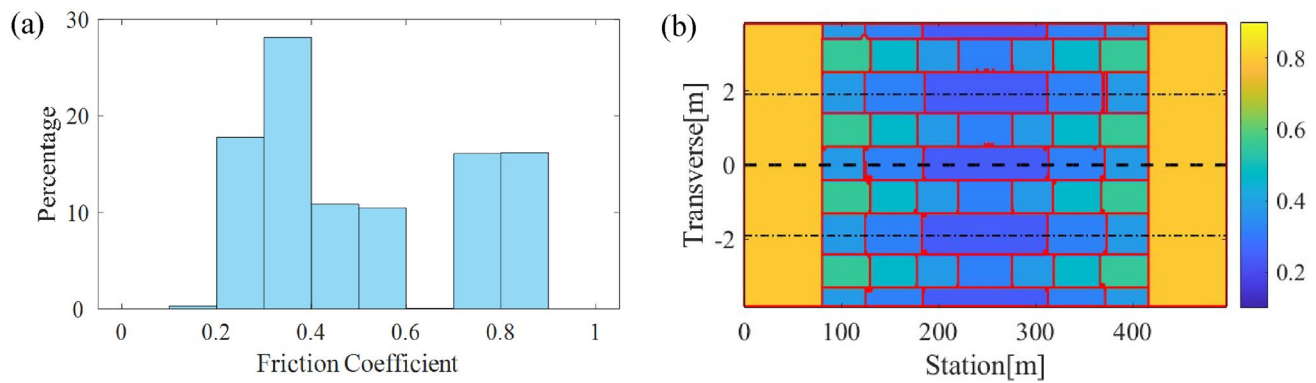 (a)
30
20
10
0
Percentage
0 0.2 0.4 0.6 0.8 1
Friction Coefficient
(b)
2
0
-2
Transverse[m]
0 100 200 300 400
Station[m]
0.8
0.6
0.4
0.2